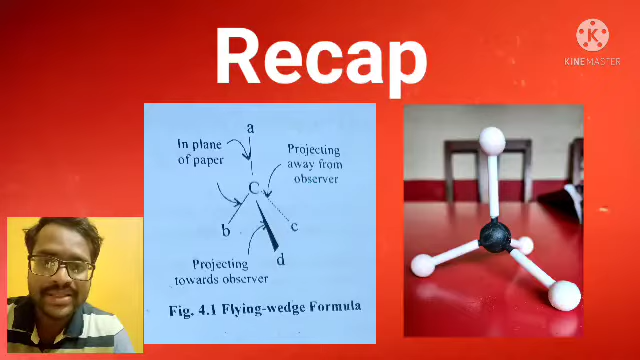 Recap
KINEMASTER
a
In plane
of paper
Projecting
away from
observer
C
b
c
d
Projecting
towards observer
Fig. 4.1 Flying-wedge Formula